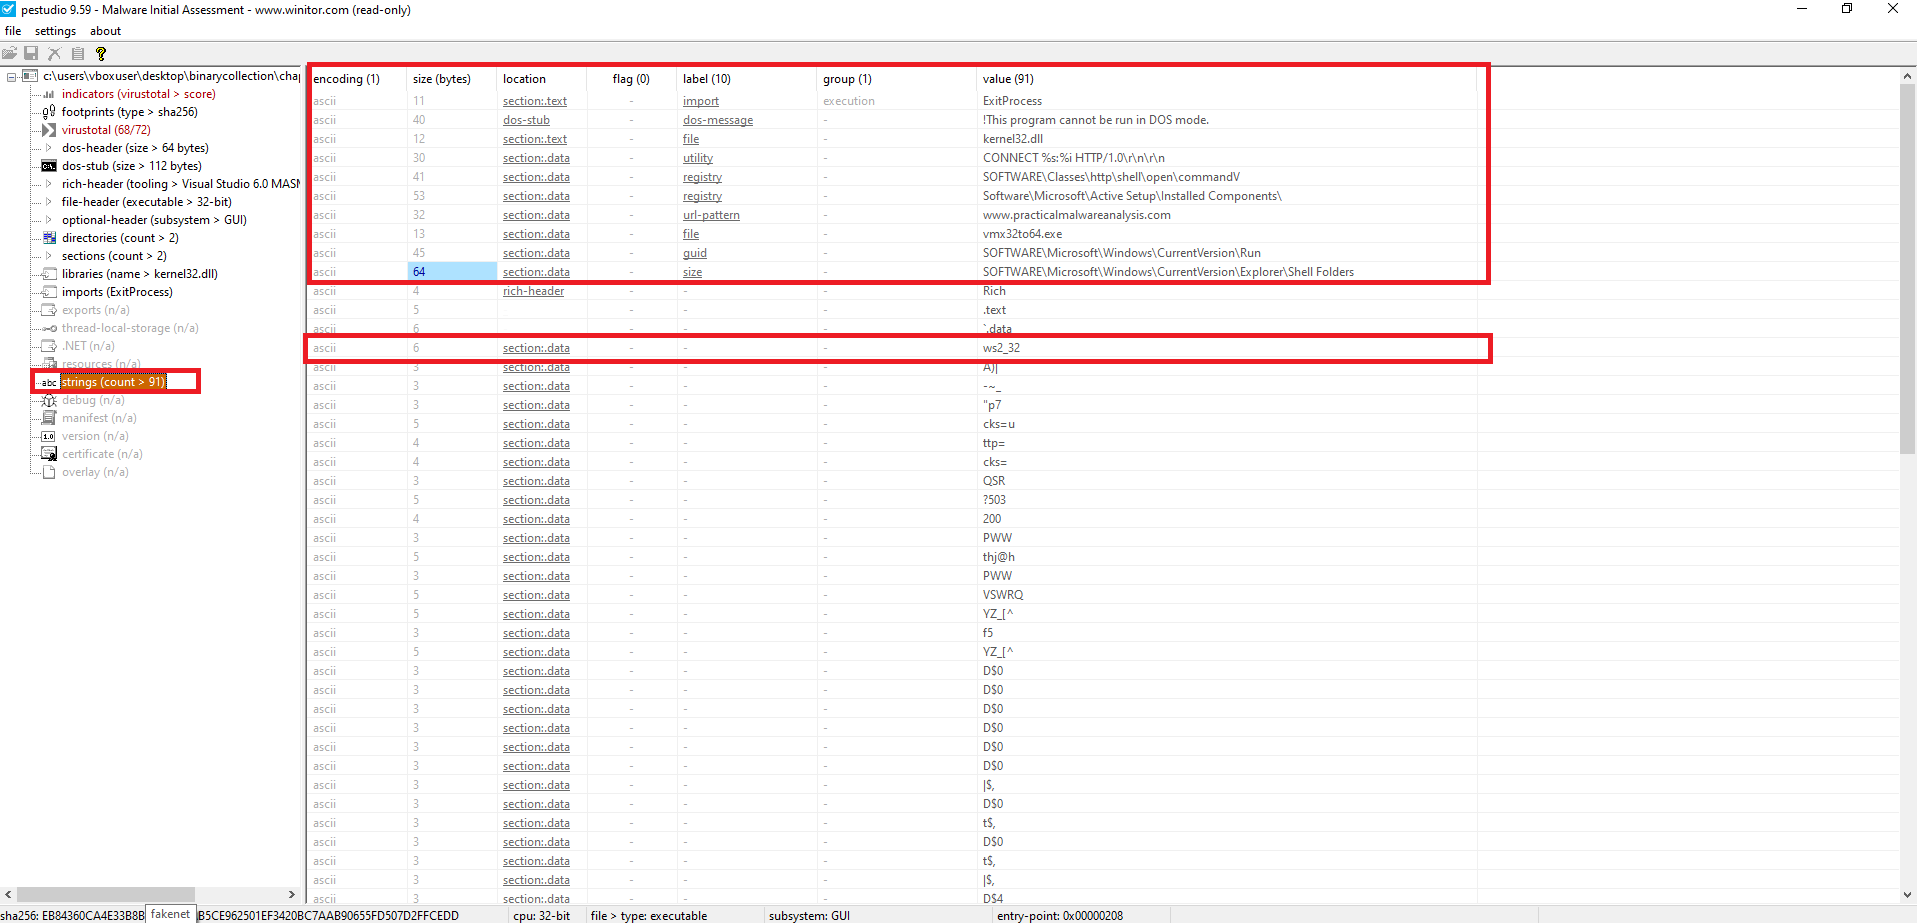 pestudio 9.59 - Malware Initial Assessment - www.winitor.com (read-only)
file settings about
c:\users\vboxuser\desktop\binarycollection\chap
indicators (virustotal > score)
footprints (type > sha256)
virustotal (68/72)
dos-header (size > 64 bytes)
dos-stub (size > 112 bytes)
rich-header (tooling > Visual Studio 6.0 MASM
file-header (executable > 32-bit)
optional-header (subsystem > GUI)
directories (count > 2)
sections (count > 2)
libraries (name > kernel32.dll)
imports (ExitProcess)
exports (n/a)
thread-local-storage (n/a)
.NET (n/a)
resources (n/a)
abc strings (count > 91)
debug (n/a)
manifest (n/a)
1.0 version (n/a)
certificate (n/a)
overlay (n/a)
encoding (1) size (bytes) location flag (0) label (10) group (1) value (91)
ascii 11 section:.text - import execution ExitProcess
ascii 40 dos-stub - dos-message - !This program cannot be run in DOS mode.
ascii 12 section:.text - file - kernel32.dll
ascii 30 section:.data - utility - CONNECT %s:%i HTTP/1.0\r\n\r\n
ascii 41 section:.data - registry - SOFTWARE\Classes\http\shell\open\commandV
ascii 53 section:.data - registry - Software\Microsoft\Active Setup\Installed Components\
ascii 32 section:.data - url-pattern - www.practicalmalwareanalysis.com
ascii 13 section:.data - file - vmx32to64.exe
ascii 45 section:.data - guid - SOFTWARE\Microsoft\Windows\CurrentVersion\Run
ascii 64 section:.data - size - SOFTWARE\Microsoft\Windows\CurrentVersion\Explorer\Shell Folders
ascii 4 rich-header - - - Rich
ascii 5 - - - .text
ascii 6 - - - `.data
ascii 6 section:.data - - - ws2_32
ascii 3 section:.data - - - A)|
ascii 3 section:.data - - - -~_
ascii 3 section:.data - - - "p7
ascii 5 section:.data - - - cks=u
ascii 4 section:.data - - - ttp=
ascii 4 section:.data - - - cks=
ascii 3 section:.data - - - QSR
ascii 5 section:.data - - - ?503
ascii 4 section:.data - - - 200
ascii 3 section:.data - - - PWW
ascii 5 section:.data - - - thj@h
ascii 3 section:.data - - - PWW
ascii 5 section:.data - - - VSWRQ
ascii 5 section:.data - - - YZ_[^
ascii 3 section:.data - - - f5
ascii 5 section:.data - - - YZ_[^
ascii 3 section:.data - - - D$0
ascii 3 section:.data - - - D$0
ascii 3 section:.data - - - D$0
ascii 3 section:.data - - - D$0
ascii 3 section:.data - - - D$0
ascii 3 section:.data - - - D$0
ascii 3 section:.data - - - |$,
ascii 3 section:.data - - - D$0
ascii 3 section:.data - - - t$,
ascii 3 section:.data - - - D$0
ascii 3 section:.data - - - t$,
ascii 3 section:.data - - - |$,
ascii 3 section:.data - - - D$4
sha256: EB84360CA4E33B8B fakenet B5CE962501EF3420BC7AAB90655FD507D2FFCEDD cpu: 32-bit file > type: executable subsystem: GUI entry-point: 0x00000208